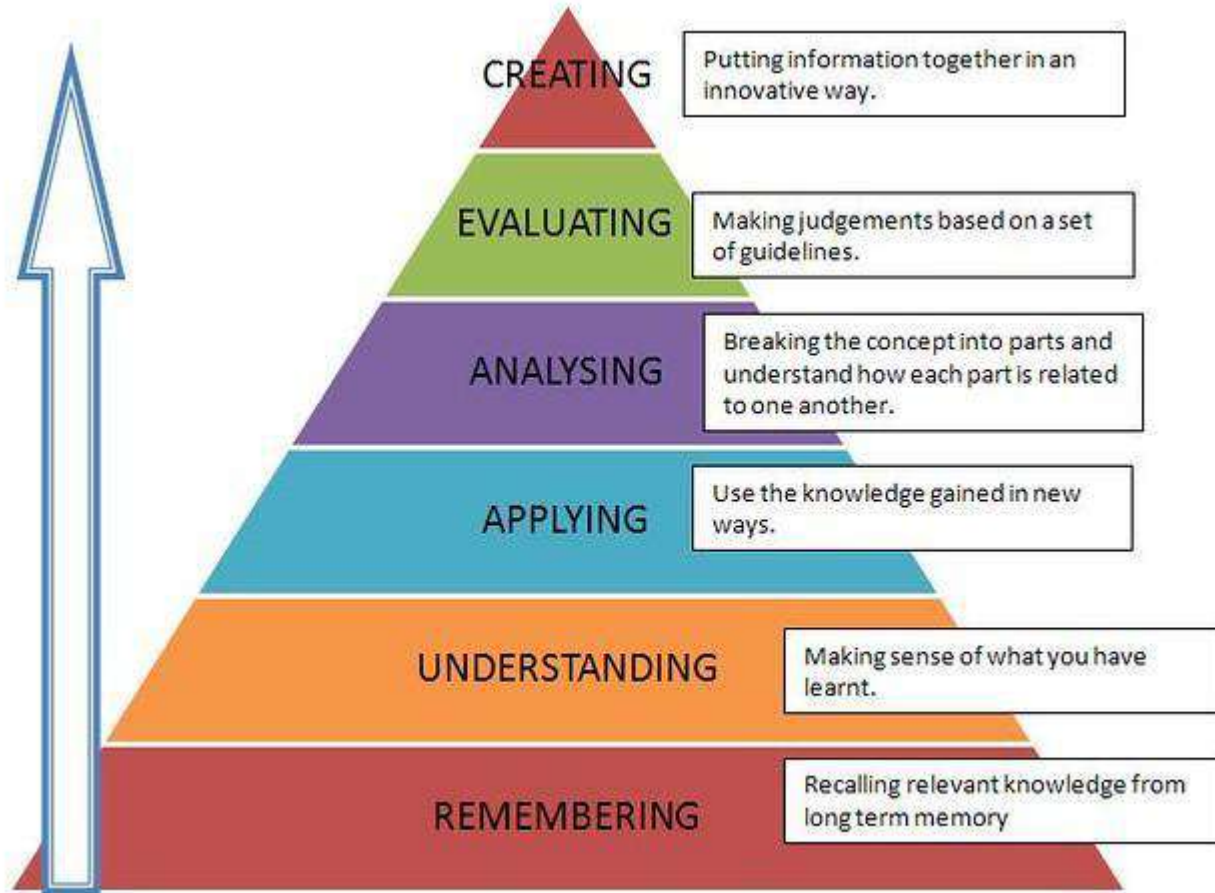 CREATING
Putting information together in an
innovative way.
EVALUATING
Making judgements based on a set
of guidelines.
ANALYSING
Breaking the concept into parts and
understand how each part is related
to one another.
APPLYING
Use the knowledge gained in new
ways.
UNDERSTANDING
Making sense of what you have
learnt.
REMEMBERING
Recalling relevant knowledge from
long term memory